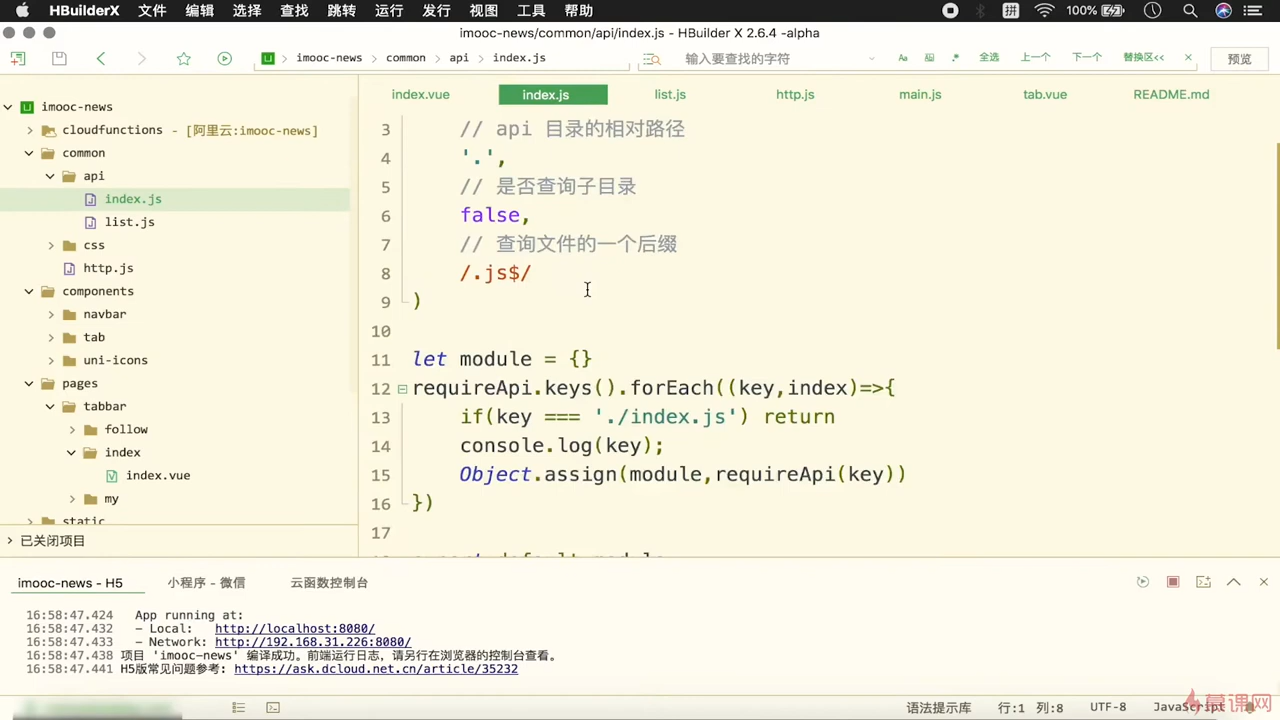 HBuilderX 文件 编辑 选择 查找 跳转 运行 发行 视图 工具 帮助 拼 100%
imooc-news/common/api/index.js - HBuilder X 2.6.4 -alpha
imooc-news common api index.js 输入要查找的字符 Aa .* 全选 上一个 下一个 替换区<< 预览
index.vue index.js list.js http.js main.js tab.vue README.md
imooc-news
cloudfunctions - [阿里云:imooc-news]
common
api
index.js
list.js
css
http.js
components
navbar
tab
uni-icons
pages
tabbar
follow
index
index.vue
my
static
已关闭项目
3 // api 目录的相对路径
4 '.',
5 // 是否查询子目录
6 false,
7 // 查询文件的一个后缀
8 /.js$/
9 )
10
11 let module = {}
12 requireApi.keys().forEach((key,index)=>{
13 if(key === './index.js') return
14 console.log(key);
15 Object.assign(module,requireApi(key))
16 })
17
imooc-news - H5 小程序 - 微信 云函数控制台
16:58:47.424 App running at:
16:58:47.432 - Local: http://localhost:8080/
16:58:47.433 - Network: http://192.168.31.226:8080/
16:58:47.438 项目 'imooc-news' 编译成功。前端运行日志，请另行在浏览器的控制台查看。
16:58:47.441 H5版常见问题参考: https://ask.dcloud.net.cn/article/35232
语法提示库 行:1 列:8 UTF-8 JavaScript
慕课网